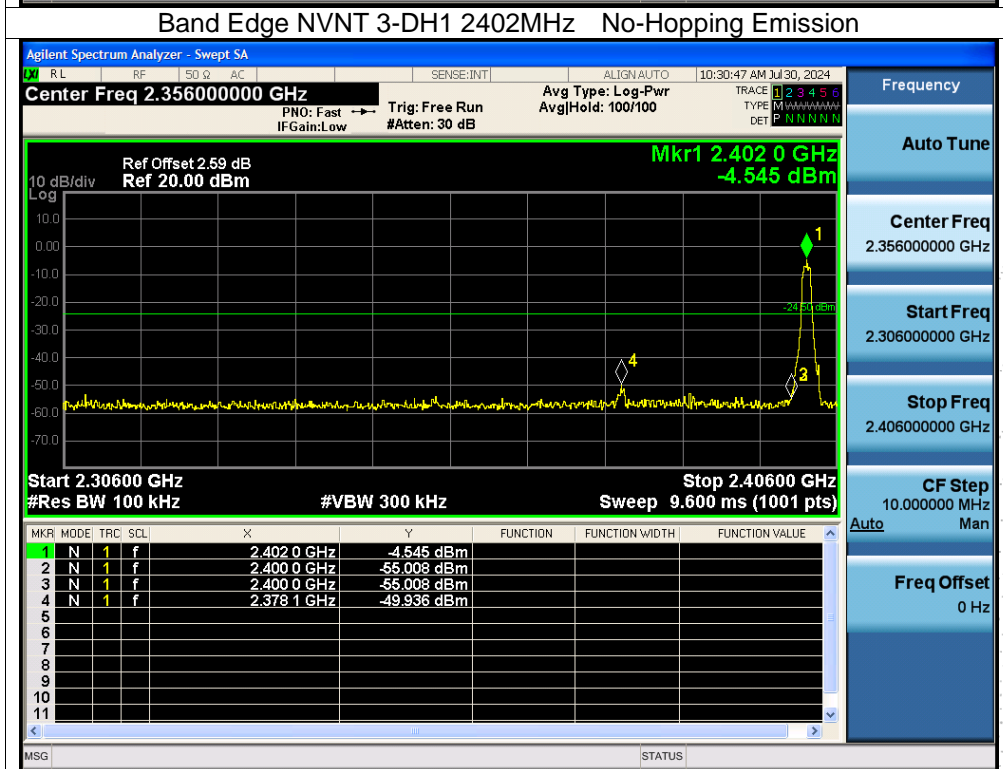 Band Edge NVNT 3-DH1 2402MHz No-Hopping Emission
Agilent Spectrum Analyzer - Swept SA
LXI RL RF 50 Ω AC SENSE:INT ALIGN AUTO 10:30:47 AM Jul 30, 2024
Center Freq 2.356000000 GHz
PNO: Fast
IFGain:Low
Trig: Free Run
#Atten: 30 dB
Avg Type: Log-Pwr
Avg|Hold: 100/100
TRACE 1 2 3 4 5 6
TYPE M WWWWW
DET P N N N N N
Ref Offset 2.59 dB
Ref 20.00 dBm
10 dB/div
Log
Mkr1 2.402 0 GHz
-4.545 dBm
10.0
0.00
-10.0
-20.0
-30.0
-40.0
-50.0
-60.0
-70.0
1
-24.50 dBm
4
3
Start 2.30600 GHz Stop 2.40600 GHz
#Res BW 100 kHz #VBW 300 kHz Sweep 9.600 ms (1001 pts)
MKR MODE TRC SCL X Y FUNCTION FUNCTION WIDTH FUNCTION VALUE
1 N 1 f 2.402 0 GHz -4.545 dBm
2 N 1 f 2.400 0 GHz -55.008 dBm
3 N 1 f 2.400 0 GHz -55.008 dBm
4 N 1 f 2.378 1 GHz -49.936 dBm
5
6
7
8
9
10
11
MSG STATUS
Frequency
Auto Tune
Center Freq
2.356000000 GHz
Start Freq
2.306000000 GHz
Stop Freq
2.406000000 GHz
CF Step
10.000000 MHz
Auto Man
Freq Offset
0 Hz